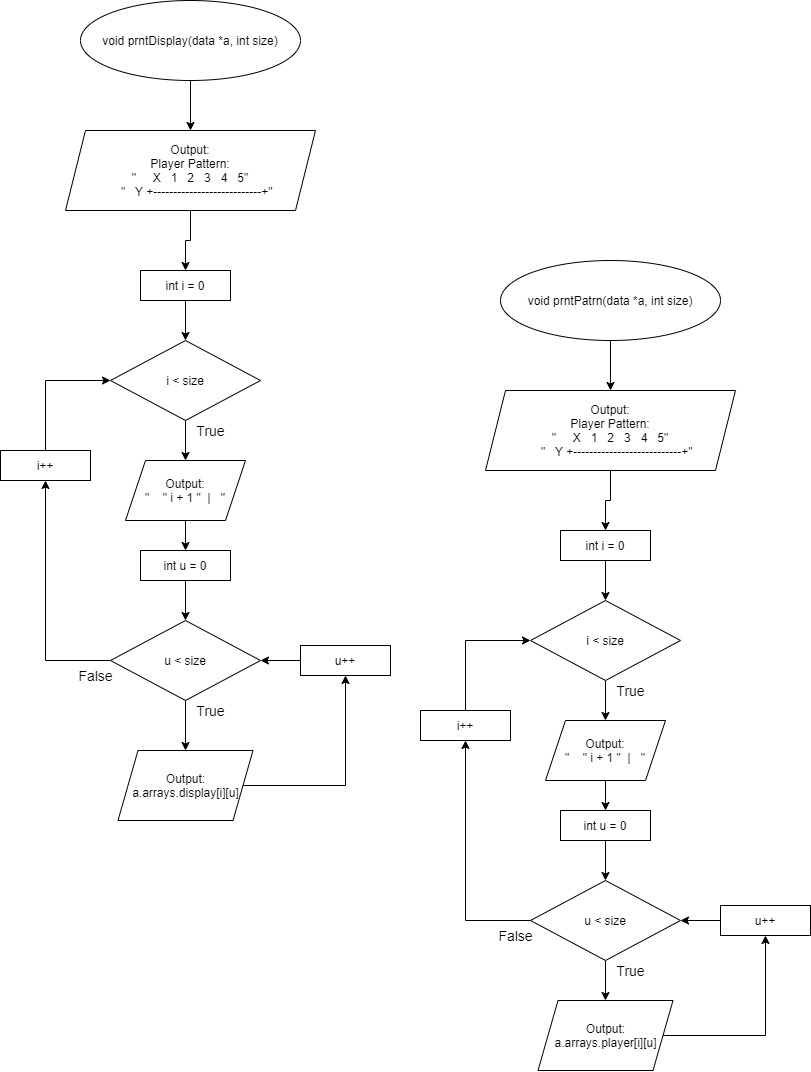 void prntDisplay(data *a, int size)
Output:
Player Pattern:
"     X   1   2   3   4   5"
"   Y +---------------------------+"
int i = 0
i < size
True
i++
Output:
"    " i + 1 "  |   "
int u = 0
u < size
False
u++
True
Output:
a.arrays.display[i][u]
void prntPatrn(data *a, int size)
Output:
Player Pattern:
"     X   1   2   3   4   5"
"   Y +---------------------------+"
int i = 0
i < size
True
i++
Output:
"    " i + 1 "  |   "
int u = 0
u < size
False
u++
True
Output:
a.arrays.player[i][u]